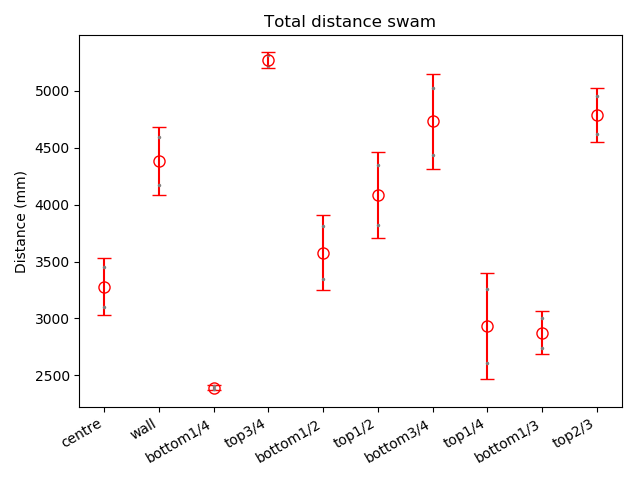 Total distance swam
Distance (mm)
5000
4500
4000
3500
3000
2500
centre
wall
bottom1/4
top3/4
bottom1/2
top1/2
bottom3/4
top1/4
bottom1/3
top2/3